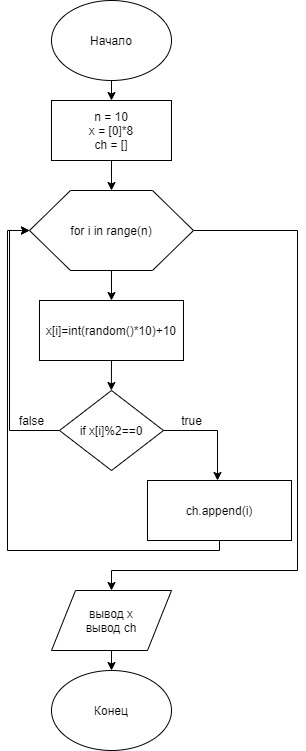 Начало
n = 10
x = [0]*8
ch = []
for i in range(n)
x[i]=int(random()*10)+10
false
if x[i]%2==0
true
ch.append(i)
вывод x
вывод ch
Конец